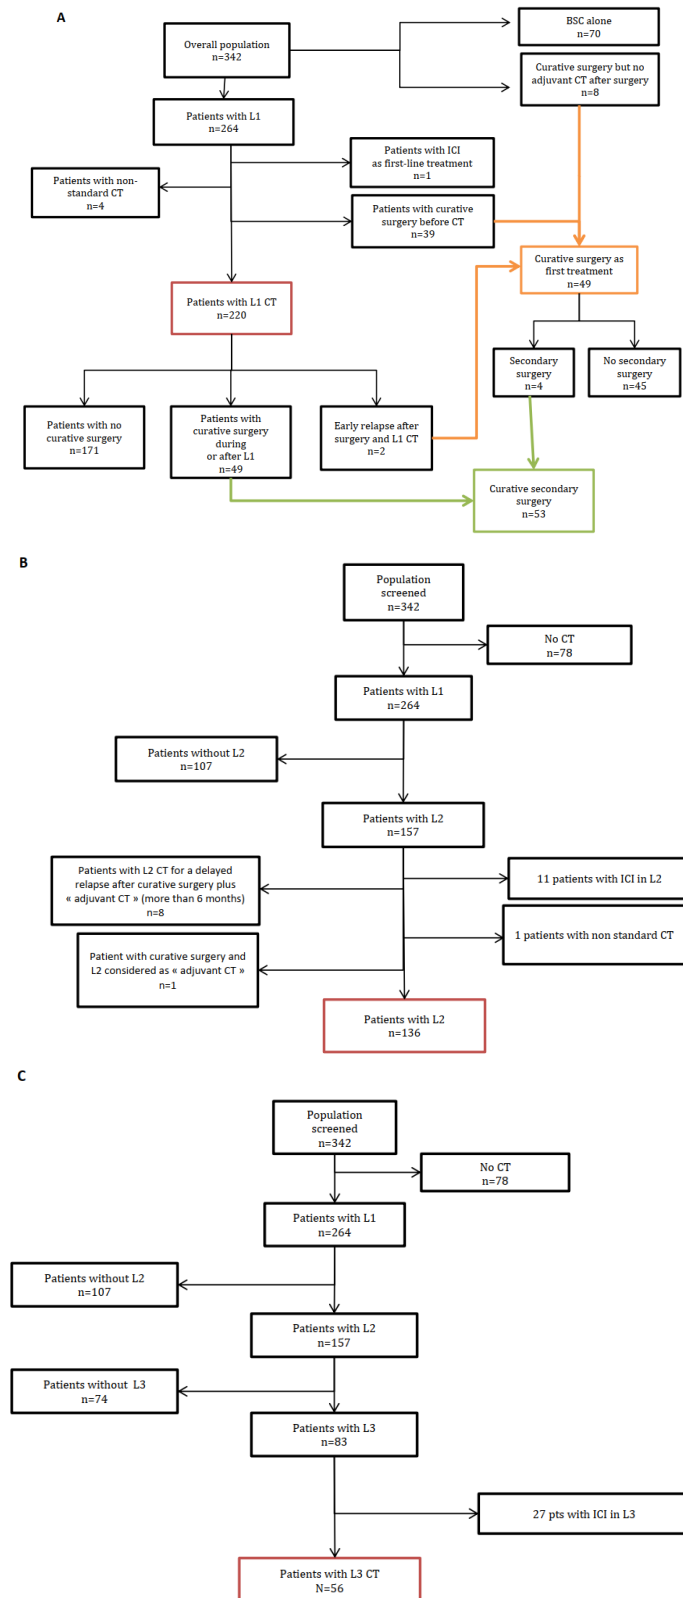 A
Overall population
n=342
BSC alone
n=70
Curative surgery but no
adjuvant CT after surgery
n=8
Patients with L1
n=264
Patients with ICI
as first-line treatment
n=1
Patients with non-
standard CT
n=4
Patients with curative
surgery before CT
n=39
Curative surgery as
first treatment
n=49
Patients with L1 CT
n=220
Secondary
surgery
n=4
No secondary
surgery
n=45
Patients with no
curative surgery
n=171
Patients with
curative surgery
during
or after L1
n=49
Early relapse after
surgery and L1 CT
n=2
Curative secondary
surgery
n=53
B
Population
screened
n=342
No CT
n=78
Patients with L1
n=264
Patients without L2
n=107
Patients with L2
n=157
Patients with L2 CT for a delayed
relapse after curative surgery plus
« adjuvant CT » (more than 6 months)
n=8
11 patients with ICI in L2
1 patients with non standard CT
Patient with curative surgery and
L2 considered as « adjuvant CT »
n=1
Patients with L2
n=136
C
Population
screened
n=342
No CT
n=78
Patients with L1
n=264
Patients without L2
n=107
Patients with L2
n=157
Patients without L3
n=74
Patients with L3
n=83
27 pts with ICI in L3
Patients with L3 CT
N=56